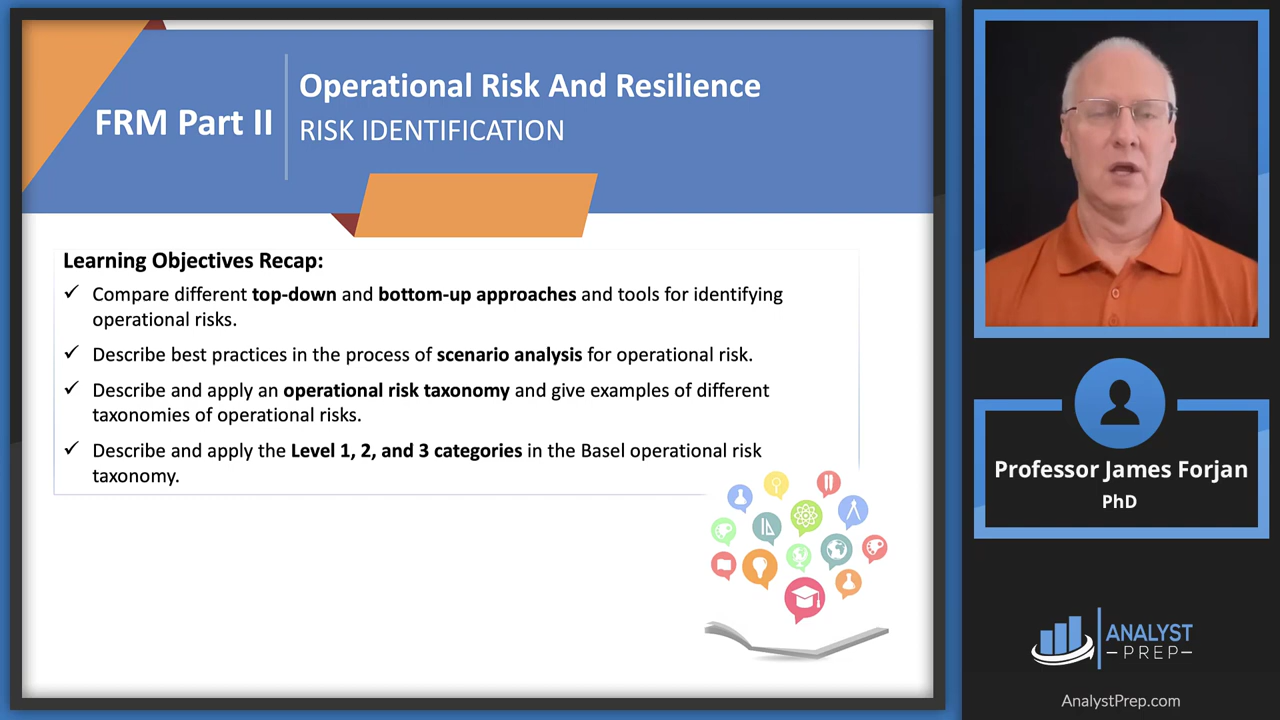 FRM Part II
Operational Risk And Resilience
RISK IDENTIFICATION
Learning Objectives Recap:
✓ Compare different top-down and bottom-up approaches and tools for identifying
operational risks.
✓ Describe best practices in the process of scenario analysis for operational risk.
✓ Describe and apply an operational risk taxonomy and give examples of different
taxonomies of operational risks.
✓ Describe and apply the Level 1, 2, and 3 categories in the Basel operational risk
taxonomy.
Professor James Forjan
PhD
ANALYST
–PREP–
AnalystPrep.com